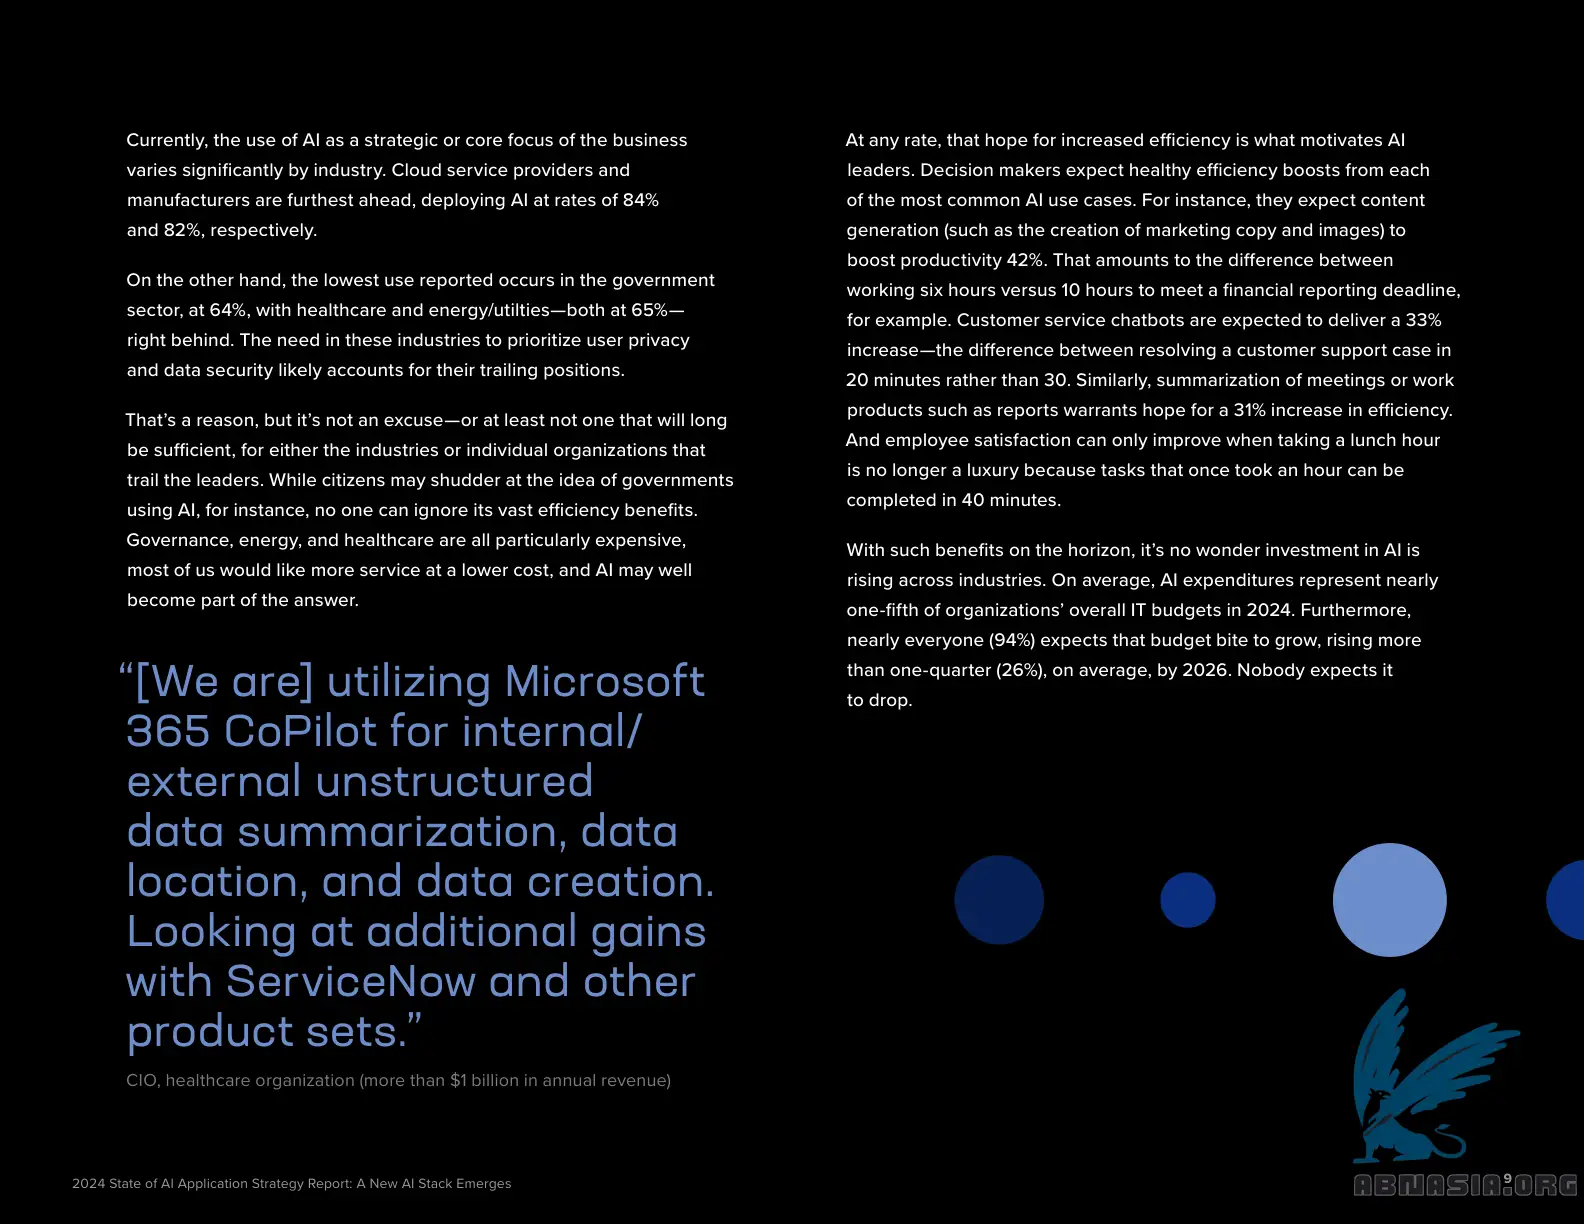 Currently, the use of AI as a strategic or core focus of the business
varies significantly by industry. Cloud service providers and
manufacturers are furthest ahead, deploying AI at rates of 84%
and 82%, respectively.
On the other hand, the lowest use reported occurs in the government
sector, at 64%, with healthcare and energy/utilties—both at 65%—
right behind. The need in these industries to prioritize user privacy
and data security likely accounts for their trailing positions.
That’s a reason, but it’s not an excuse—or at least not one that will long
be sufficient, for either the industries or individual organizations that
trail the leaders. While citizens may shudder at the idea of governments
using AI, for instance, no one can ignore its vast efficiency benefits.
Governance, energy, and healthcare are all particularly expensive,
most of us would like more service at a lower cost, and AI may well
become part of the answer.
“[We are] utilizing Microsoft
365 CoPilot for internal/
external unstructured
data summarization, data
location, and data creation.
Looking at additional gains
with ServiceNow and other
product sets.”
CIO, healthcare organization (more than $1 billion in annual revenue)
At any rate, that hope for increased efficiency is what motivates AI
leaders. Decision makers expect healthy efficiency boosts from each
of the most common AI use cases. For instance, they expect content
generation (such as the creation of marketing copy and images) to
boost productivity 42%. That amounts to the difference between
working six hours versus 10 hours to meet a financial reporting deadline,
for example. Customer service chatbots are expected to deliver a 33%
increase—the difference between resolving a customer support case in
20 minutes rather than 30. Similarly, summarization of meetings or work
products such as reports warrants hope for a 31% increase in efficiency.
And employee satisfaction can only improve when taking a lunch hour
is no longer a luxury because tasks that once took an hour can be
completed in 40 minutes.
With such benefits on the horizon, it’s no wonder investment in AI is
rising across industries. On average, AI expenditures represent nearly
one-fifth of organizations’ overall IT budgets in 2024. Furthermore,
nearly everyone (94%) expects that budget bite to grow, rising more
than one-quarter (26%), on average, by 2026. Nobody expects it
to drop.
2024 State of AI Application Strategy Report: A New AI Stack Emerges
9
ABNASIA.ORG